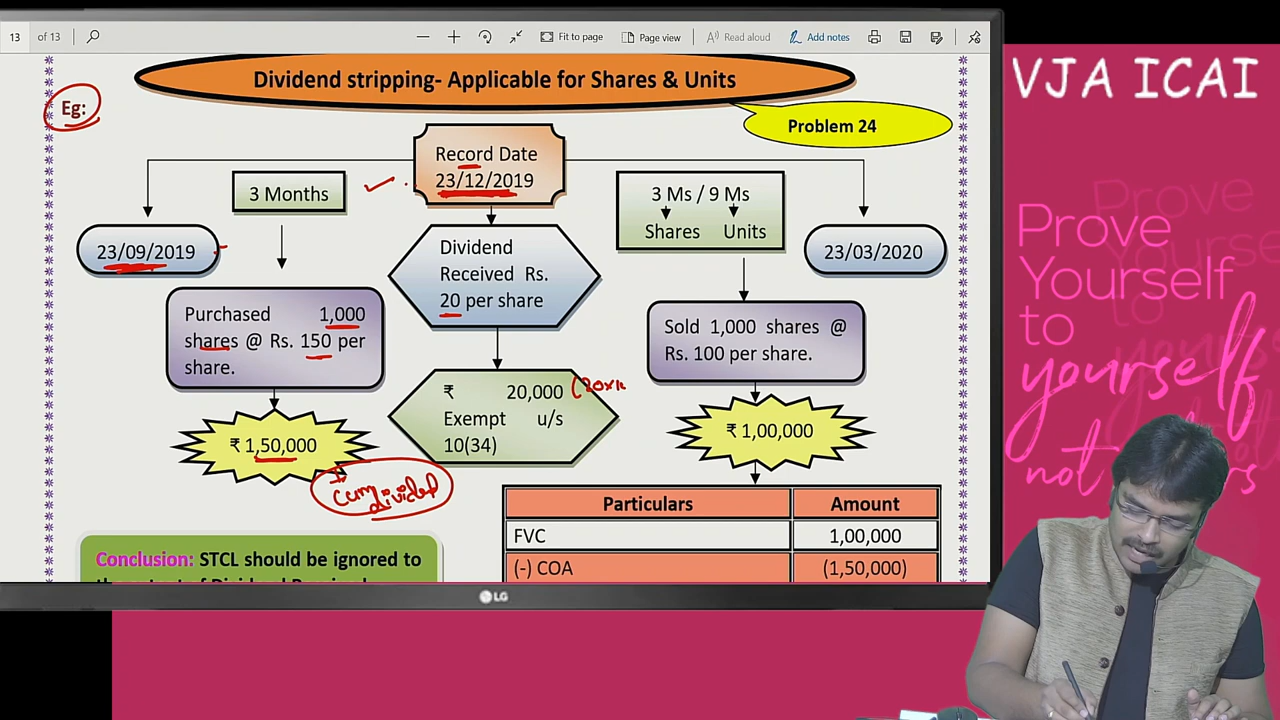 13 of 13
Fit to page
Page view
Read aloud
Add notes
VJA ICAI
Dividend stripping- Applicable for Shares & Units
Eg:
Problem 24
Record Date
23/12/2019
3 Months
3 Ms / 9 Ms
Shares Units
23/09/2019
23/03/2020
Dividend
Received Rs.
20 per share
Purchased 1,000
shares @ Rs. 150 per
share.
Sold 1,000 shares @
Rs. 100 per share.
₹ 20,000
Exempt u/s
10(34)
₹ 1,50,000
₹ 1,00,000
Cum
dividend
Particulars Amount
FVC 1,00,000
(-) COA (1,50,000)
Conclusion: STCL should be ignored to
LG
Prove
Yourself
to
yourself
not